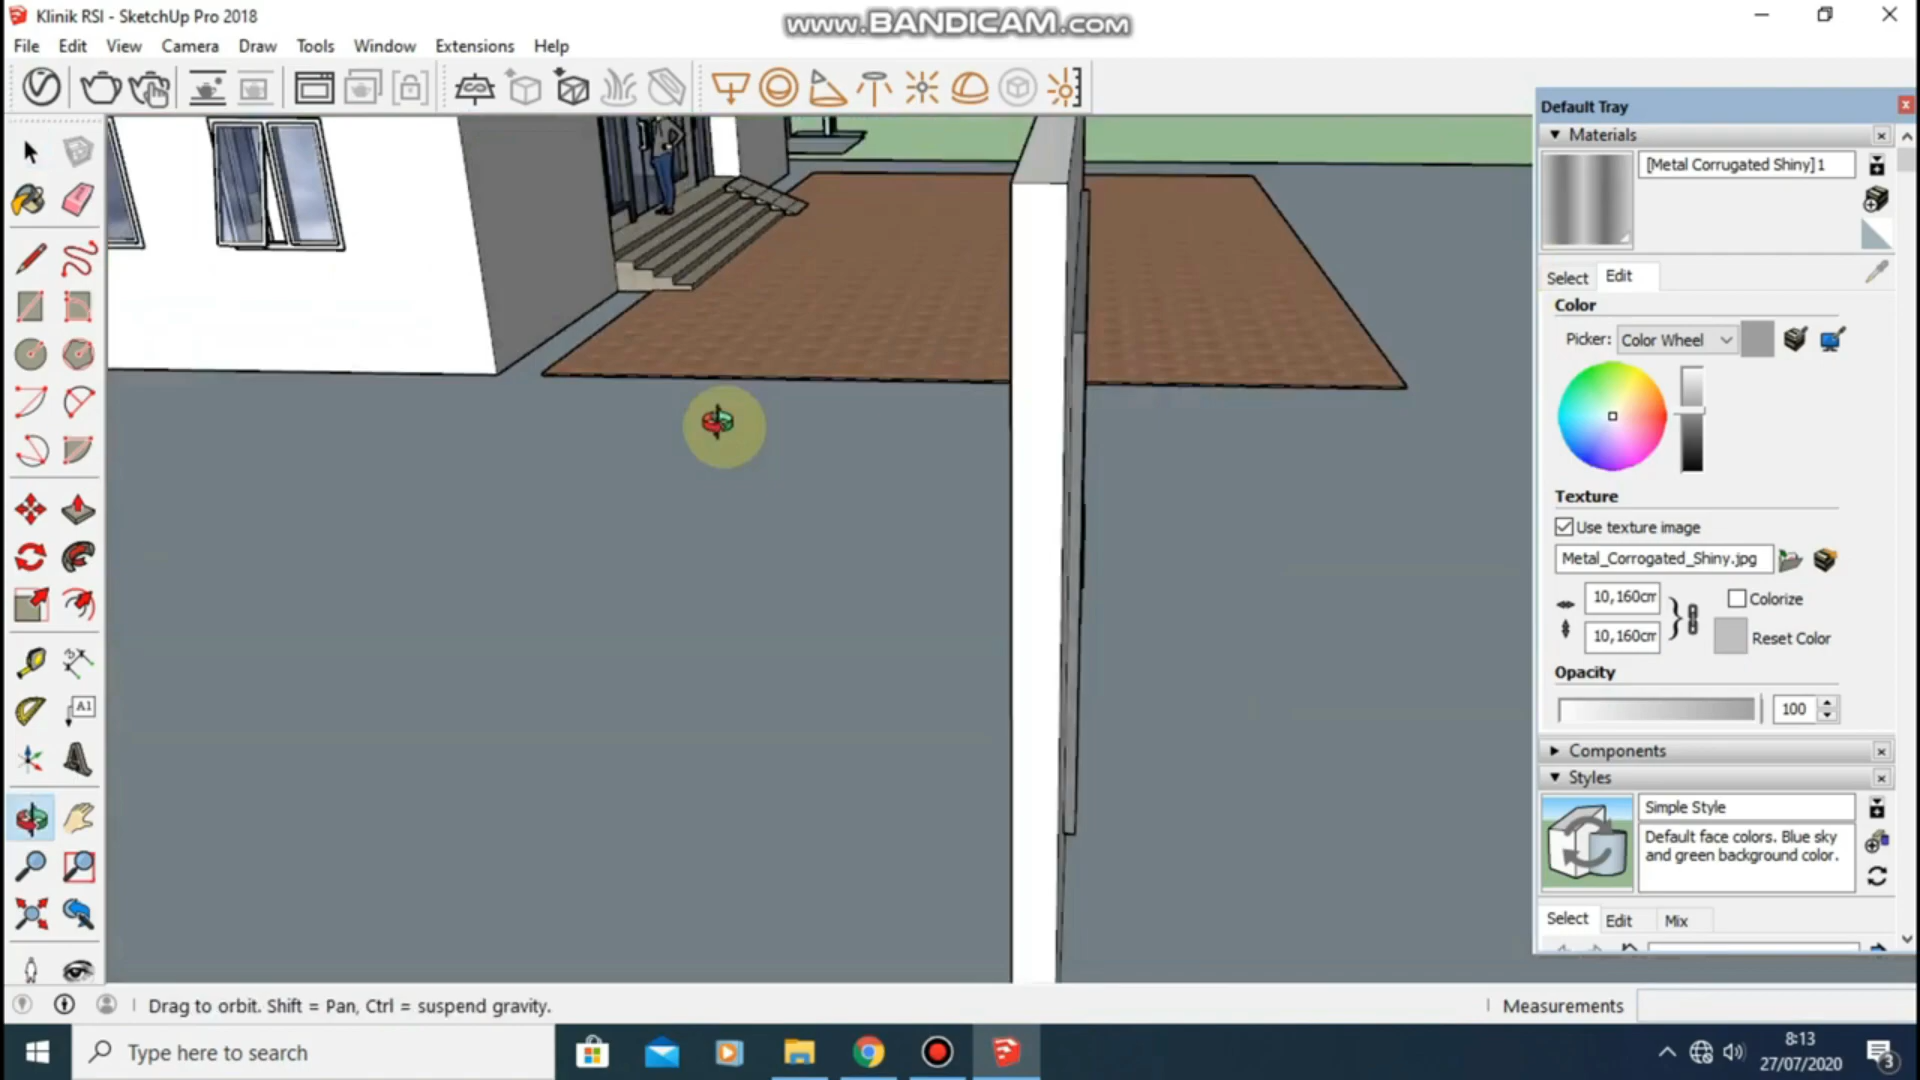 Klinik RSI - SketchUp Pro 2018
www.BANDICAM.com
File Edit View Camera Draw Tools Window Extensions Help
Default Tray
Materials
[Metal Corrugated Shiny]1
Select Edit
Color
Picker: Color Wheel
Texture
Use texture image
Metal_Corrogated_Shiny.jpg
10,160cm
Colorize
10,160cm
Reset Color
Opacity
100
Components
Styles
Simple Style
Default face colors. Blue sky
and green background color.
Select Edit Mix
A1
Drag to orbit. Shift = Pan, Ctrl = suspend gravity.
Measurements
Type here to search
8:13
27/07/2020
3